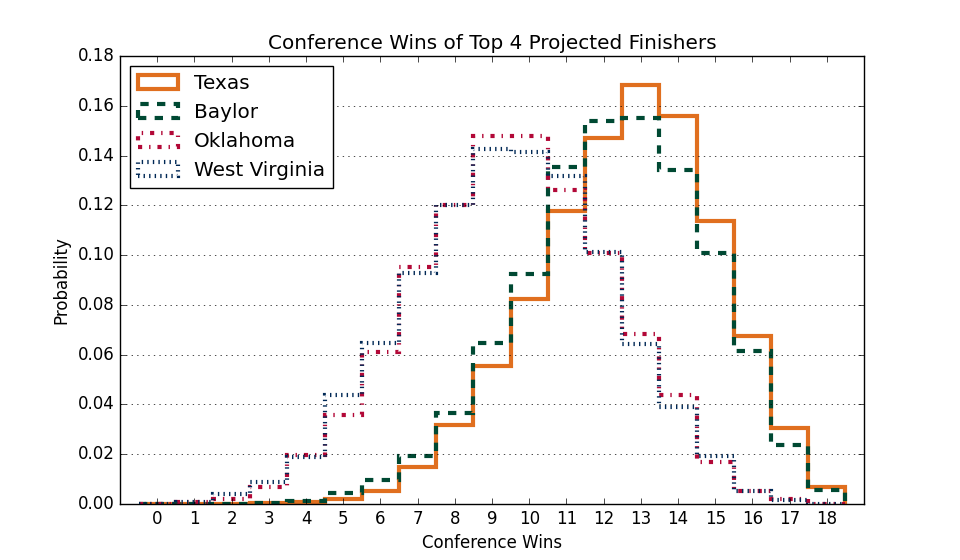 Conference Wins of Top 4 Projected Finishers
0.18
0.16
0.14
0.12
0.10
0.08
0.06
0.04
0.02
0.00
Probability
Texas
Baylor
Oklahoma
West Virginia
0 1 2 3 4 5 6 7 8 9 10 11 12 13 14 15 16 17 18
Conference Wins